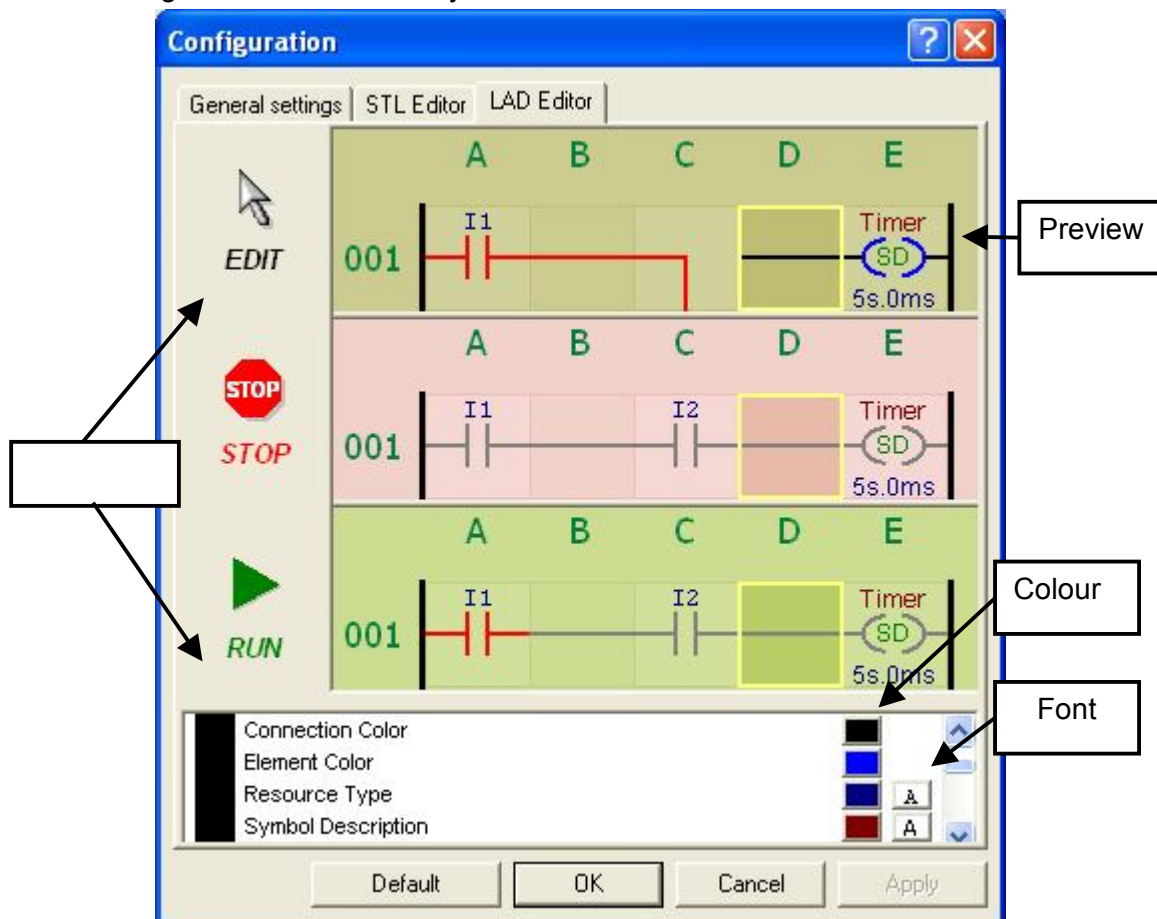 Configuration
General settings STL Editor LAD Editor
A B C D E
I1 Timer
EDIT 001 SD
5s.0ms
Preview
A B C D E
STOP
I1 I2 Timer
STOP 001 SD
5s.0ms
A B C D E
I1 I2 Timer
RUN 001 SD
5s.0ms
Colour
Font
Connection Color
Element Color
Resource Type A
Symbol Description A
Default OK Cancel Apply